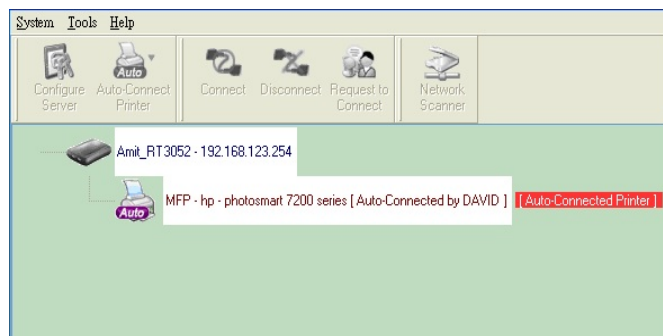 System Tools Help
Auto
Configure Server
Auto-Connect Printer
Connect
Disconnect
Request to Connect
Network Scanner
Amit_RT3052 - 192.168.123.254
Auto
MFP - hp - photosmart 7200 series [ Auto-Connected by DAVID ] [ Auto-Connected Printer ]